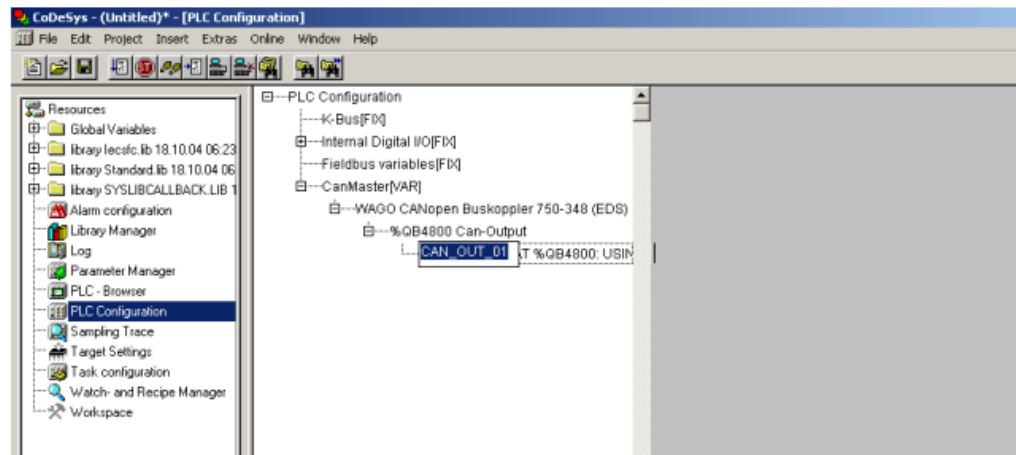 CoDeSys - (Untitled)* - [PLC Configuration]
File Edit Project Insert Extras Online Window Help
Resources
Global Variables
library Iecsfc.lib 18.10.04 06:23
library Standard.lib 18.10.04 06
library SYSLIBCALLBACK.LIB 1
Alarm configuration
Library Manager
Log
Parameter Manager
PLC - Browser
PLC Configuration
Sampling Trace
Target Settings
Task configuration
Watch- and Recipe Manager
Workspace
PLC Configuration
K-Bus[FIX]
Internal Digital I/O[FIX]
Fieldbus variables[FIX]
CanMaster[VAR]
WAGO CANopen Buskoppler 750-348 (EDS)
%QB4800 Can-Output
CAN_OUT_01 %QB4800: